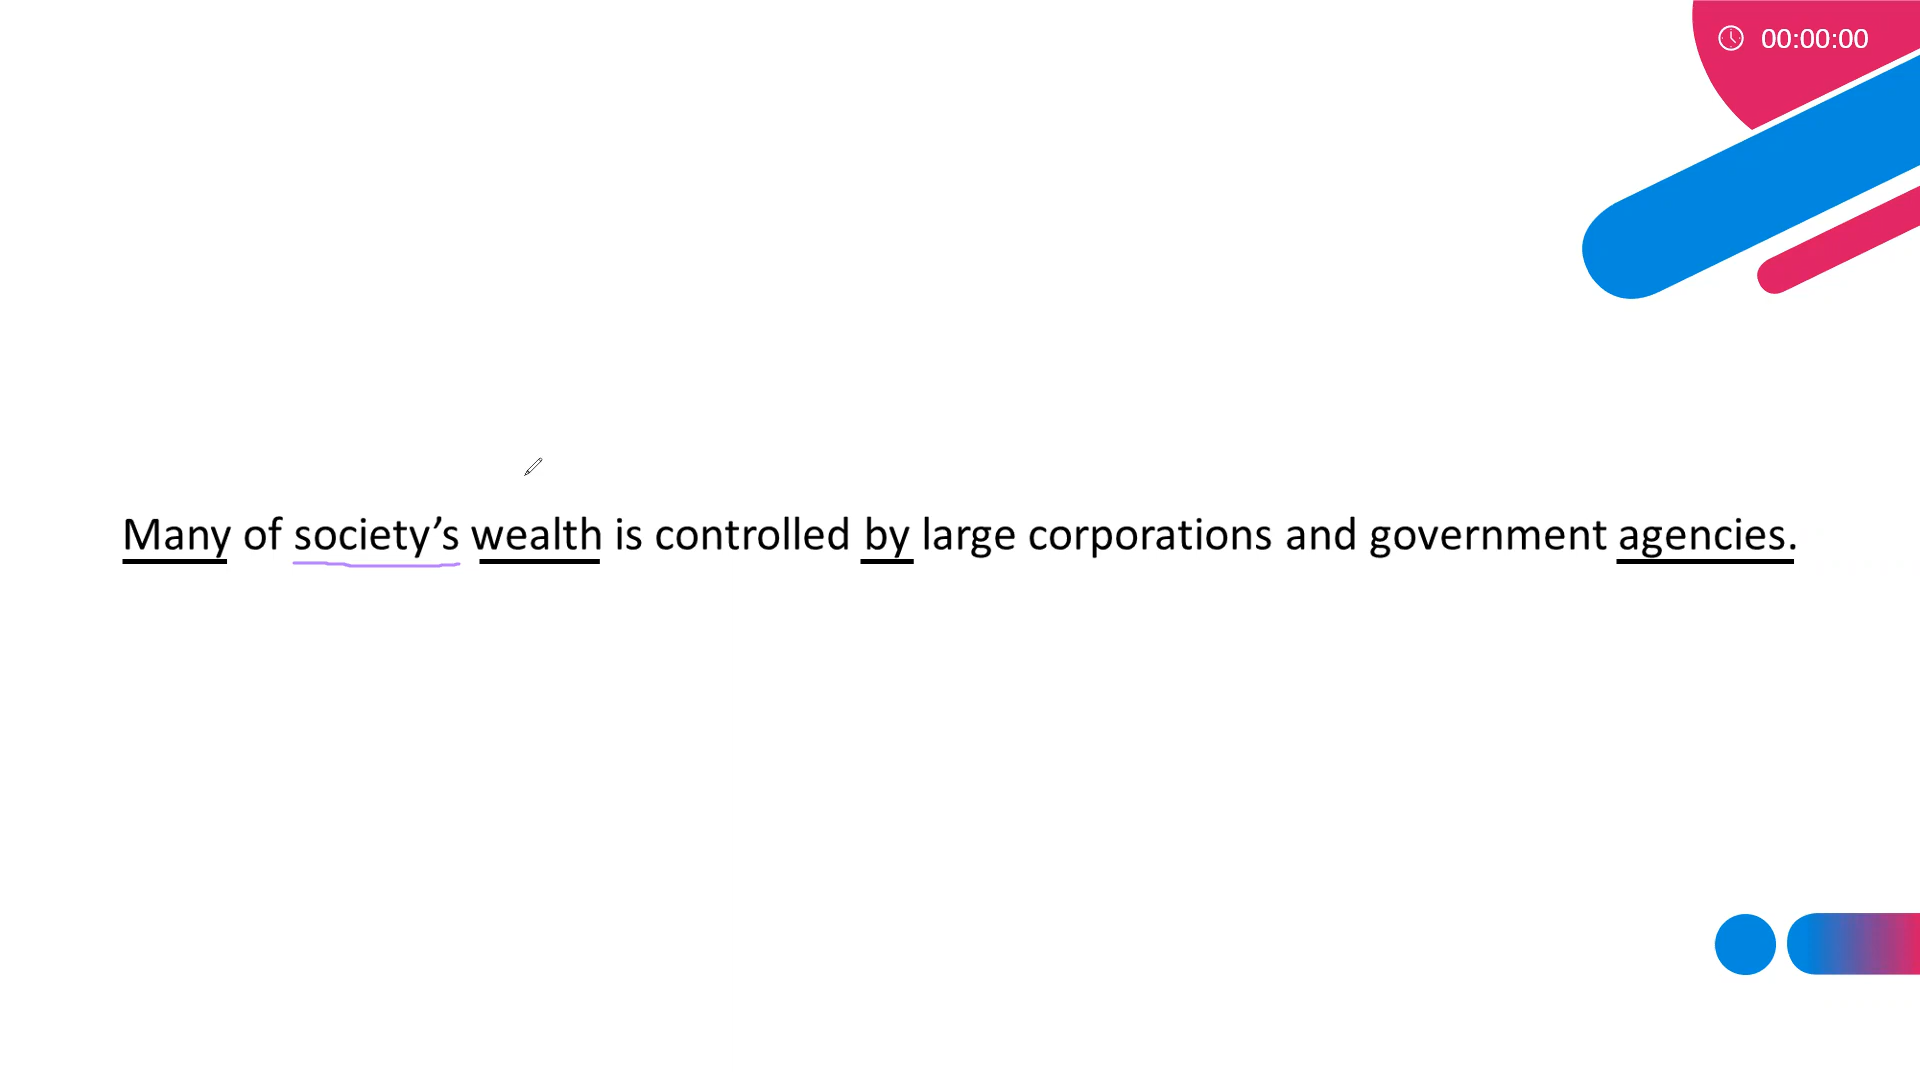 00:00:00
Many of society’s wealth is controlled by large corporations and government agencies.